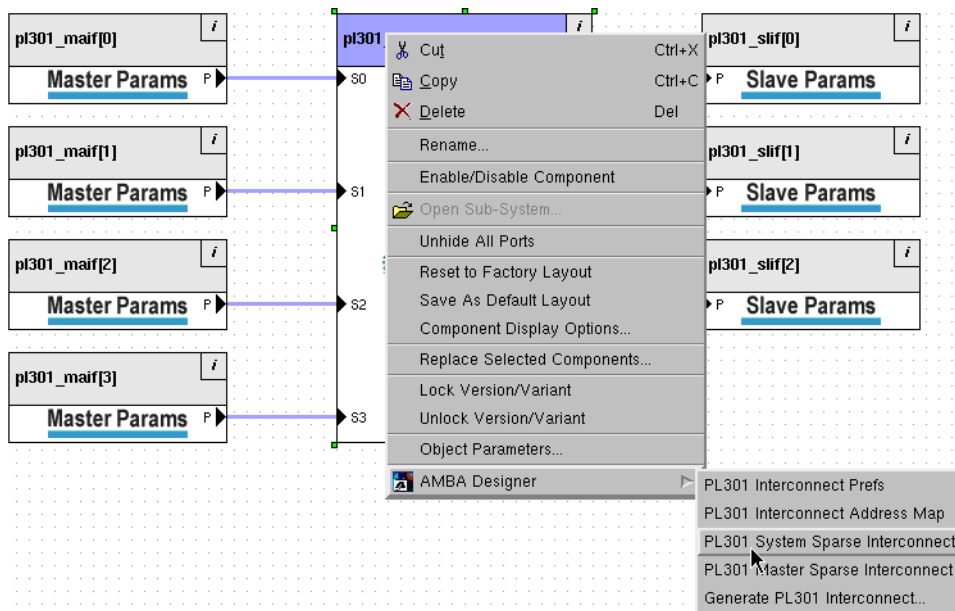 pl301_maif[0]
i
Master Params
P
pl301_maif[1]
i
Master Params
P
pl301_maif[2]
i
Master Params
P
pl301_maif[3]
i
Master Params
P
pl301_
i
S0
S1
S2
S3
Cut Ctrl+X
Copy Ctrl+C
Delete Del
Rename...
Enable/Disable Component
Open Sub-System...
Unhide All Ports
Reset to Factory Layout
Save As Default Layout
Component Display Options...
Replace Selected Components...
Lock Version/Variant
Unlock Version/Variant
Object Parameters...
AMBA Designer
PL301 Interconnect Prefs
PL301 Interconnect Address Map
PL301 System Sparse Interconnect
PL301 Master Sparse Interconnect
Generate PL301 Interconnect...
pl301_slif[0]
i
P Slave Params
pl301_slif[1]
i
P Slave Params
pl301_slif[2]
i
P Slave Params